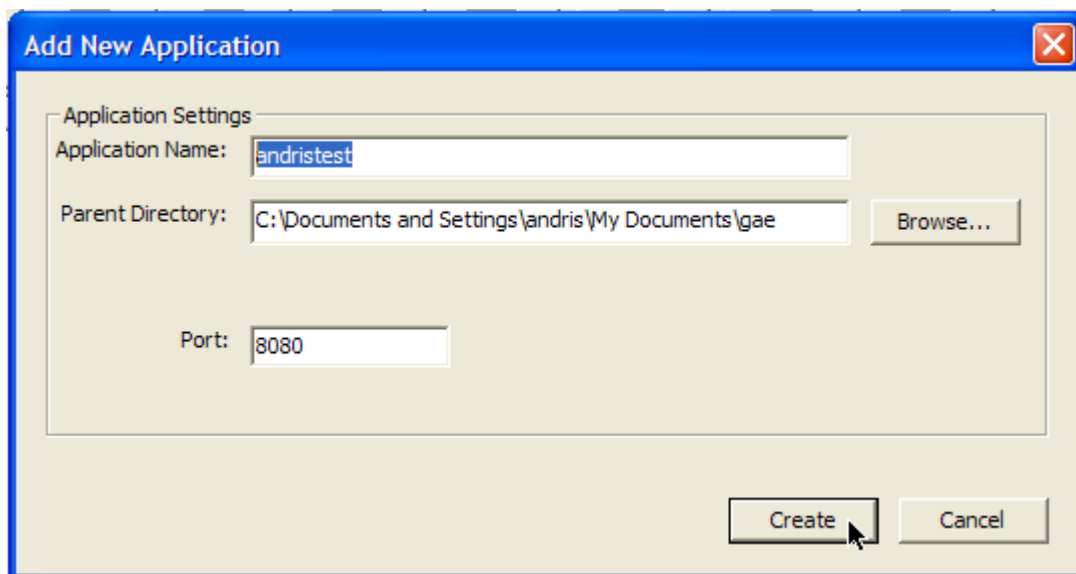 Add New Application
Application Settings
Application Name: andristest
Parent Directory: C:\Documents and Settings\andris\My Documents\gae Browse...
Port: 8080
Create Cancel